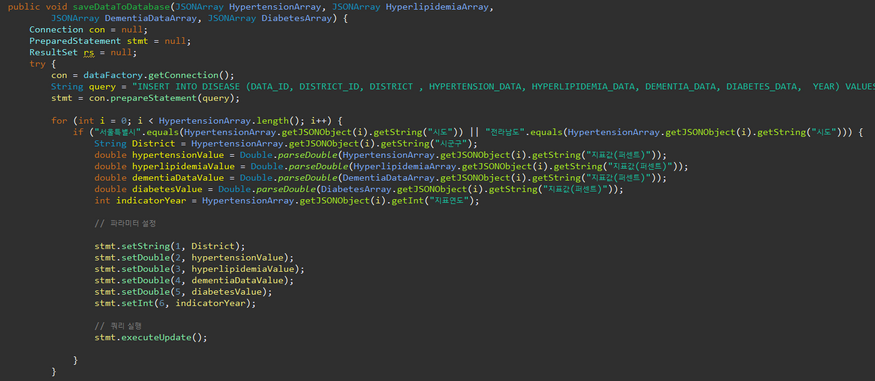 public void saveDataToDatabase(JSONArray HypertensionArray, JSONArray HyperlipidemiaArray,
JSONArray DementiaDataArray, JSONArray DiabetesArray) {
Connection con = null;
PreparedStatement stmt = null;
ResultSet rs = null;
try {
con = dataFactory.getConnection();
String query = "INSERT INTO DISEASE (DATA_ID, DISTRICT_ID, DISTRICT , HYPERTENSION_DATA, HYPERLIPIDEMIA_DATA, DEMENTIA_DATA, DIABETES_DATA,  YEAR) VALUES
stmt = con.prepareStatement(query);
for (int i = 0; i < HypertensionArray.length(); i++) {
if ("서울특별시".equals(HypertensionArray.getJSONObject(i).getString("시도")) || "전라남도".equals(HypertensionArray.getJSONObject(i).getString("시도"))) {
String District = HypertensionArray.getJSONObject(i).getString("시군구");
double hypertensionValue = Double.parseDouble(HypertensionArray.getJSONObject(i).getString("지표값(퍼센트)"));
double hyperlipidemiaValue = Double.parseDouble(HyperlipidemiaArray.getJSONObject(i).getString("지표값(퍼센트)"));
double dementiaDataValue = Double.parseDouble(DementiaDataArray.getJSONObject(i).getString("지표값(퍼센트)"));
double diabetesValue = Double.parseDouble(DiabetesArray.getJSONObject(i).getString("지표값(퍼센트)"));
int indicatorYear = HypertensionArray.getJSONObject(i).getInt("지표연도");
// 파라미터 설정
stmt.setString(1, District);
stmt.setDouble(2, hypertensionValue);
stmt.setDouble(3, hyperlipidemiaValue);
stmt.setDouble(4, dementiaDataValue);
stmt.setDouble(5, diabetesValue);
stmt.setInt(6, indicatorYear);
// 쿼리 실행
stmt.executeUpdate();
}
}